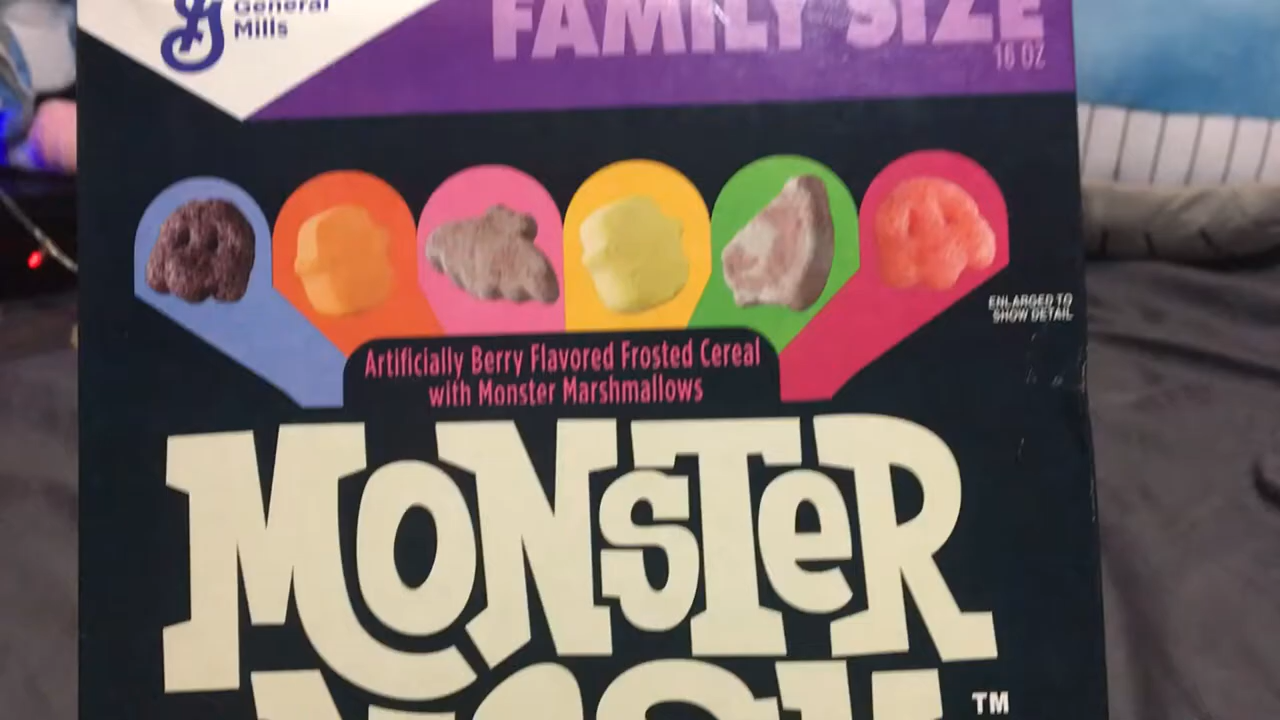 General
Mills
FAMILY SIZE
16 OZ
ENLARGED TO
SHOW DETAIL
Artificially Berry Flavored Frosted Cereal
with Monster Marshmallows
MONSTER
TM